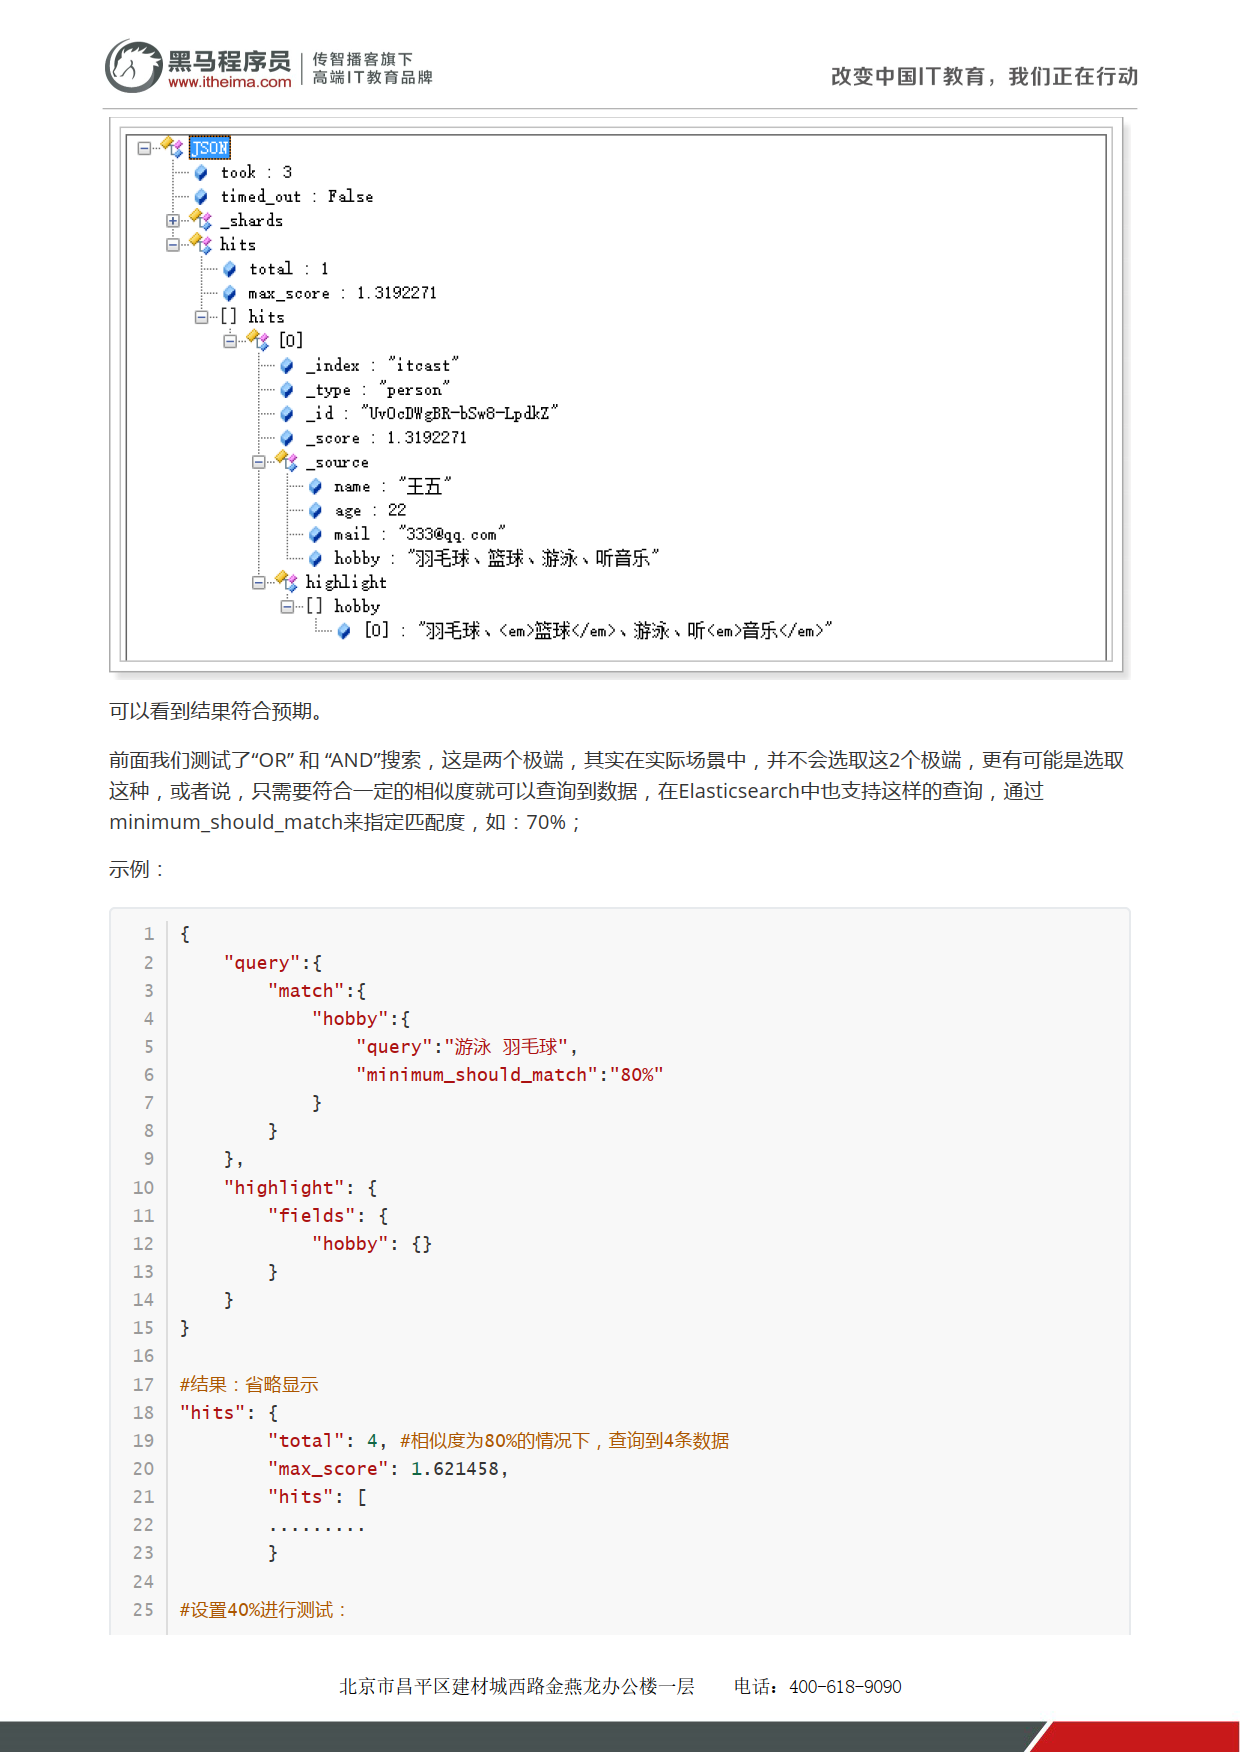 黑马程序员
www.itheima.com
传智播客旗下
高端IT教育品牌
改变中国IT教育，我们正在行动
JSON
took : 3
timed_out : False
_shards
hits
total : 1
max_score : 1.3192271
[] hits
[0]
_index : "itcast"
_type : "person"
_id : "UvOcDWgBR-bSw8-LpdkZ"
_score : 1.3192271
_source
name : "王五"
age : 22
mail : "333@qq.com"
hobby : "羽毛球、篮球、游泳、听音乐"
highlight
[] hobby
[0] : "羽毛球、<em>篮球</em>、游泳、听<em>音乐</em>"
可以看到结果符合预期。
前面我们测试了“OR” 和 “AND”搜索，这是两个极端，其实在实际场景中，并不会选取这2个极端，更有可能是选取
这种，或者说，只需要符合一定的相似度就可以查询到数据，在Elasticsearch中也支持这样的查询，通过
minimum_should_match来指定匹配度，如：70%；
示例：
1 {
2     "query":{
3         "match":{
4             "hobby":{
5                 "query":"游泳 羽毛球",
6                 "minimum_should_match":"80%"
7             }
8         }
9     },
10     "highlight": {
11         "fields": {
12             "hobby": {}
13         }
14     }
15 }
16
17 #结果：省略显示
18 "hits": {
19         "total": 4, #相似度为80%的情况下，查询到4条数据
20         "max_score": 1.621458,
21         "hits": [
22         .........
23         }
24
25 #设置40%进行测试：
北京市昌平区建材城西路金燕龙办公楼一层 电话：400-618-9090